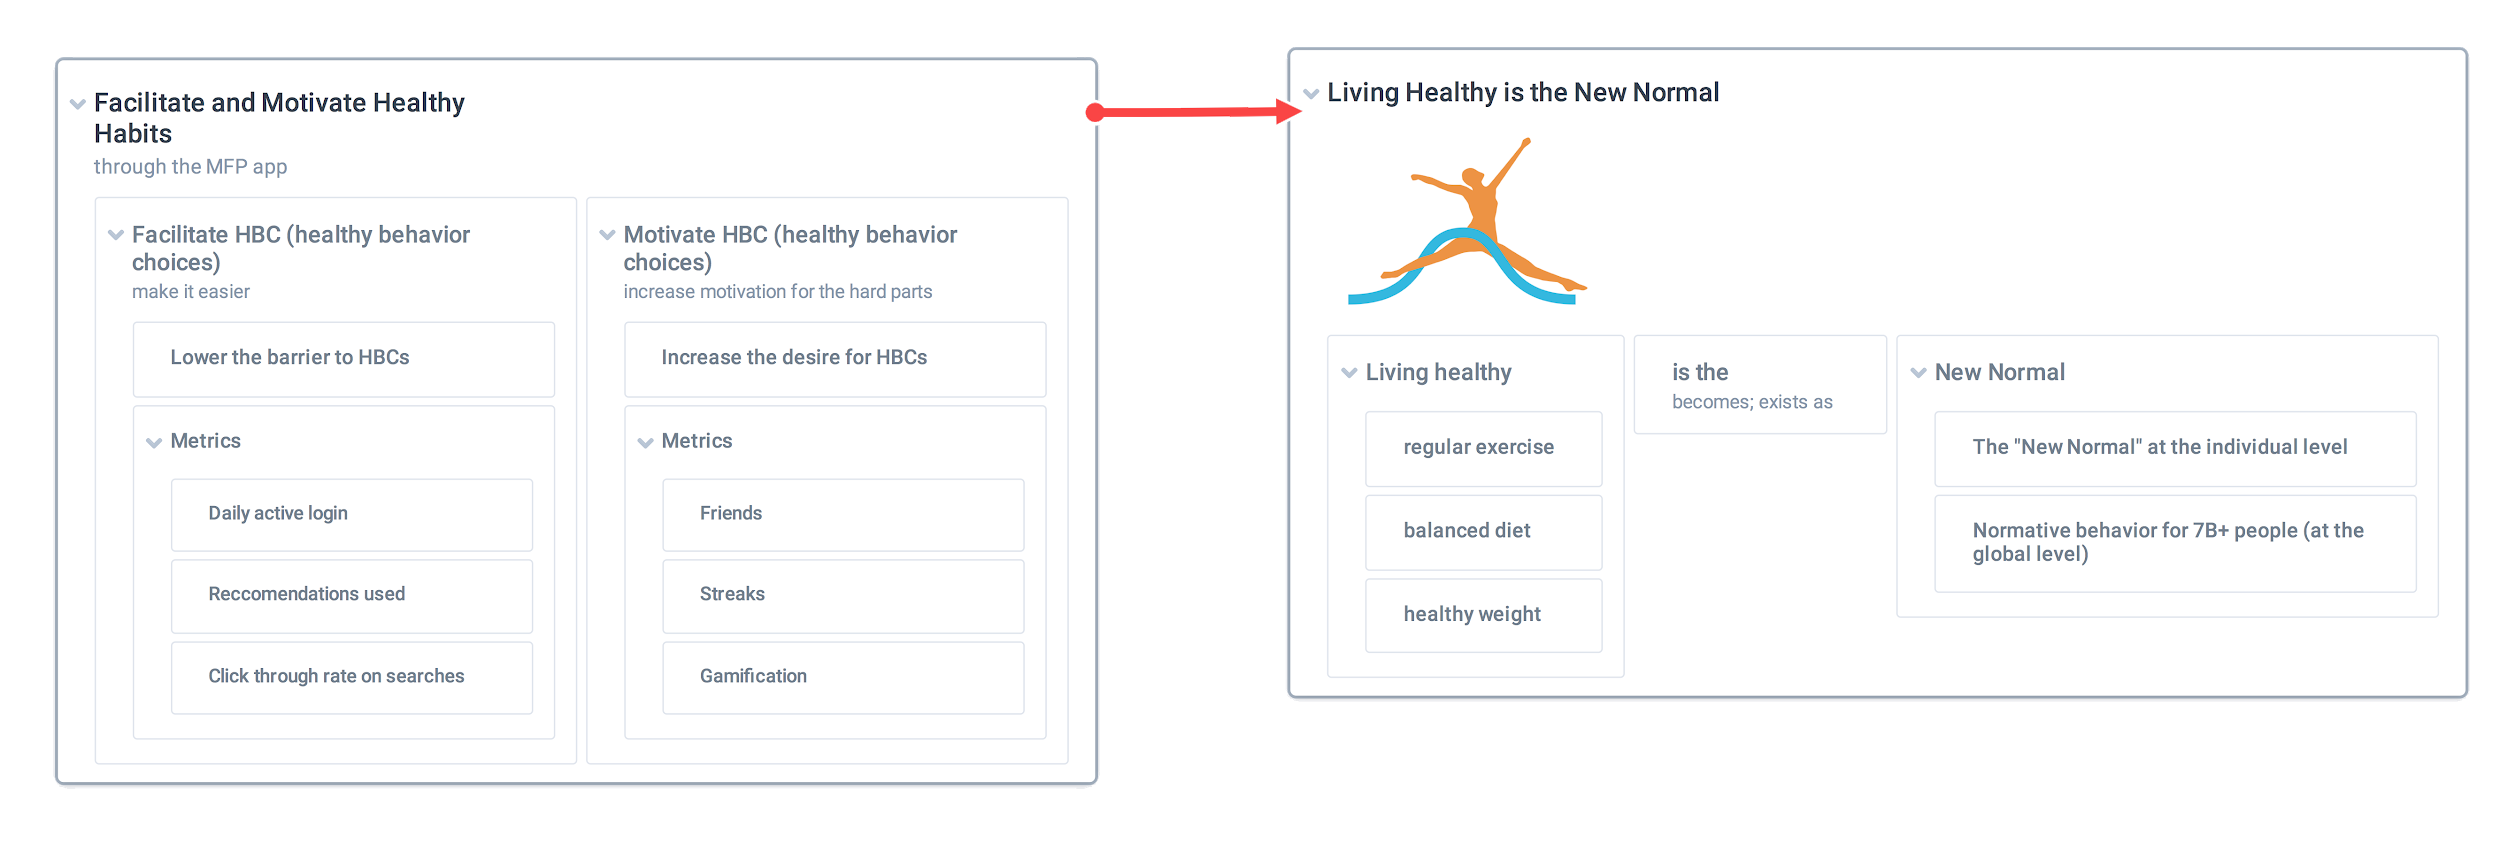 Facilitate and Motivate Healthy
Habits
through the MFP app
Facilitate HBC (healthy behavior
choices)
make it easier
Lower the barrier to HBCs
Metrics
Daily active login
Reccomendations used
Click through rate on searches
Motivate HBC (healthy behavior
choices)
increase motivation for the hard parts
Increase the desire for HBCs
Metrics
Friends
Streaks
Gamification
Living Healthy is the New Normal
Living healthy
regular exercise
balanced diet
healthy weight
is the
becomes; exists as
New Normal
The "New Normal" at the individual level
Normative behavior for 7B+ people (at the
global level)